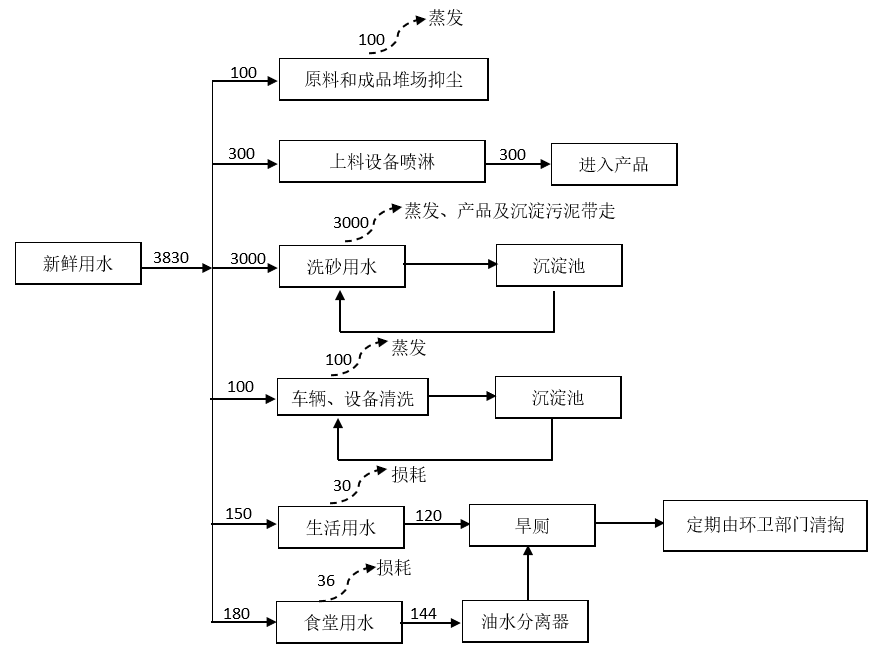 蒸发
100
100
原料和成品堆场抑尘
300
上料设备喷淋
300
进入产品
3000
蒸发、产品及沉淀污泥带走
新鲜用水
3830
3000
洗砂用水
沉淀池
100
蒸发
100
车辆、设备清洗
沉淀池
30
损耗
150
生活用水
120
旱厕
定期由环卫部门清掏
36
损耗
180
食堂用水
144
油水分离器